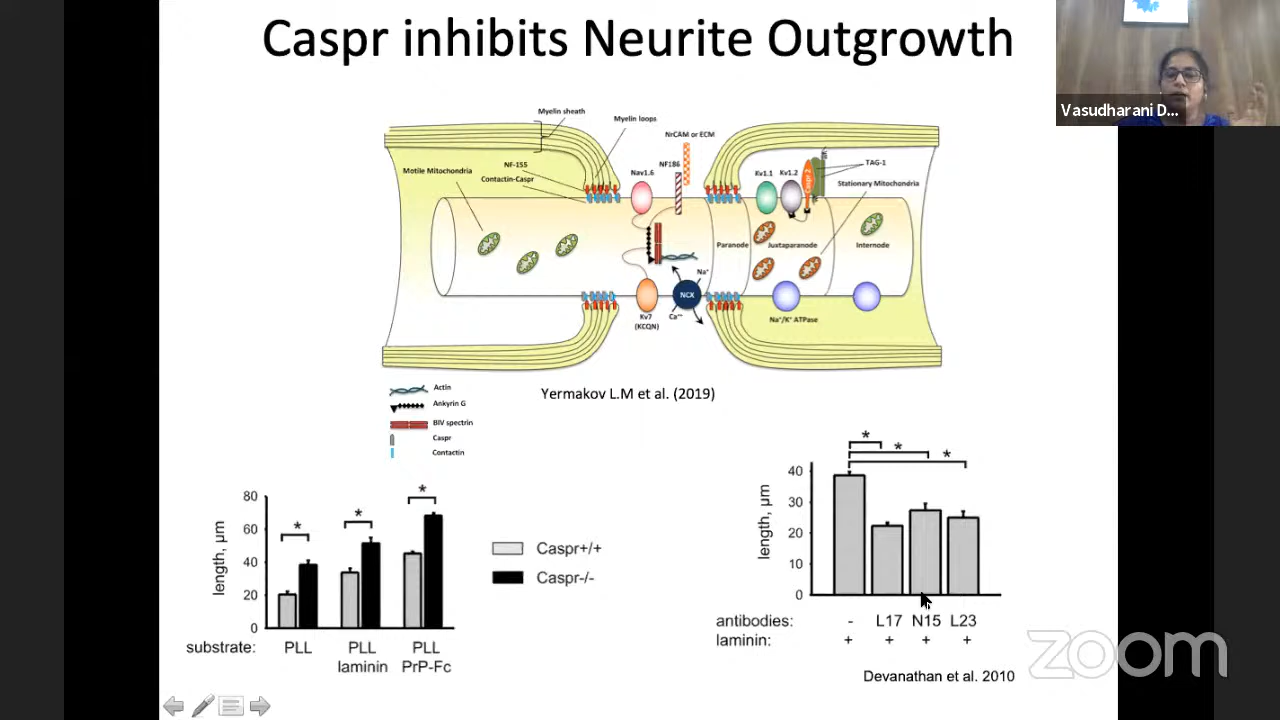 Caspr inhibits Neurite Outgrowth
Vasudharani D...
Myelin sheath
Myelin loops
NrCAM or ECM
NF-155
NF186
Nav1.6
Kv1.1
Kv1.2
Caspr 2
TAG-1
Motile Mitochondria
Contactin-Caspr
Stationary Mitochondria
Paranode
Juxtaparanode
Internode
Na⁺
NCX
Ca⁺⁺
Kv7
(KCQN)
Na⁺/K⁺ ATPase
Actin
Ankyrin G
BIV spectrin
Caspr
Contactin
Yermakov L.M et al. (2019)
length, µm
80
60
40
20
0
*
*
*
substrate:
PLL
PLL
laminin
PLL
PrP-Fc
Caspr+/+
Caspr-/-
length, µm
40
30
20
10
0
*
*
*
antibodies: - L17 N15 L23
laminin: + + + +
Devanathan et al. 2010
zoom